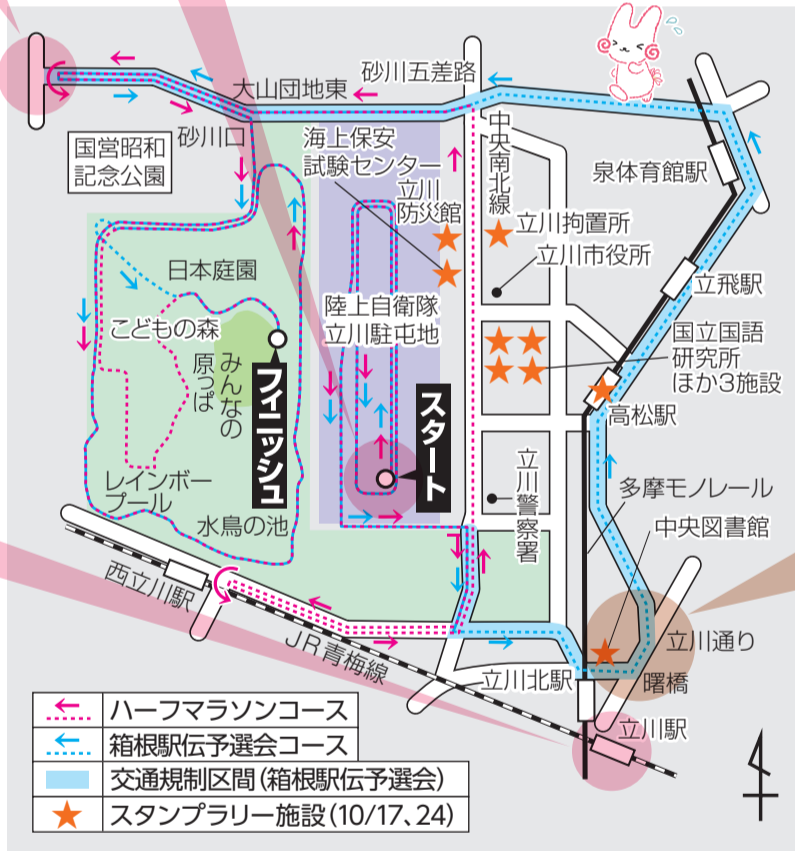 大山団地東
砂川五差路
砂川口
国営昭和
記念公園
海上保安
試験センター
立川
防災館
中央南北線
泉体育館駅
立川拘置所
立川市役所
日本庭園
立飛駅
こどもの森
みんなの
原っぱ
フィニッシュ
陸上自衛隊
立川駐屯地
スタート
国立国語
研究所
ほか3施設
高松駅
レインボー
プール
水鳥の池
立川警察署
多摩モノレール
中央図書館
西立川駅
JR青梅線
立川通り
立川北駅
曙橋
立川駅
ハーフマラソンコース
箱根駅伝予選会コース
交通規制区間(箱根駅伝予選会)
スタンプラリー施設(10/17、24)